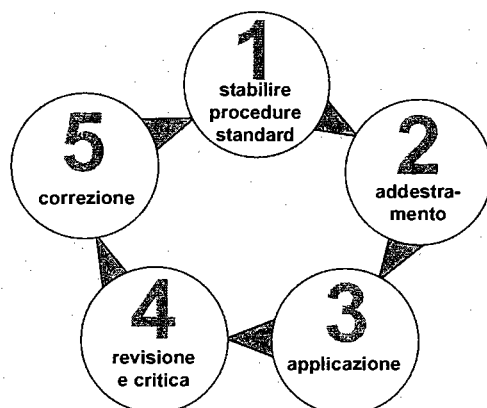 1
stabilire
procedure
standard
2
addestra-
mento
3
applicazione
4
revisione
e critica
5
correzione